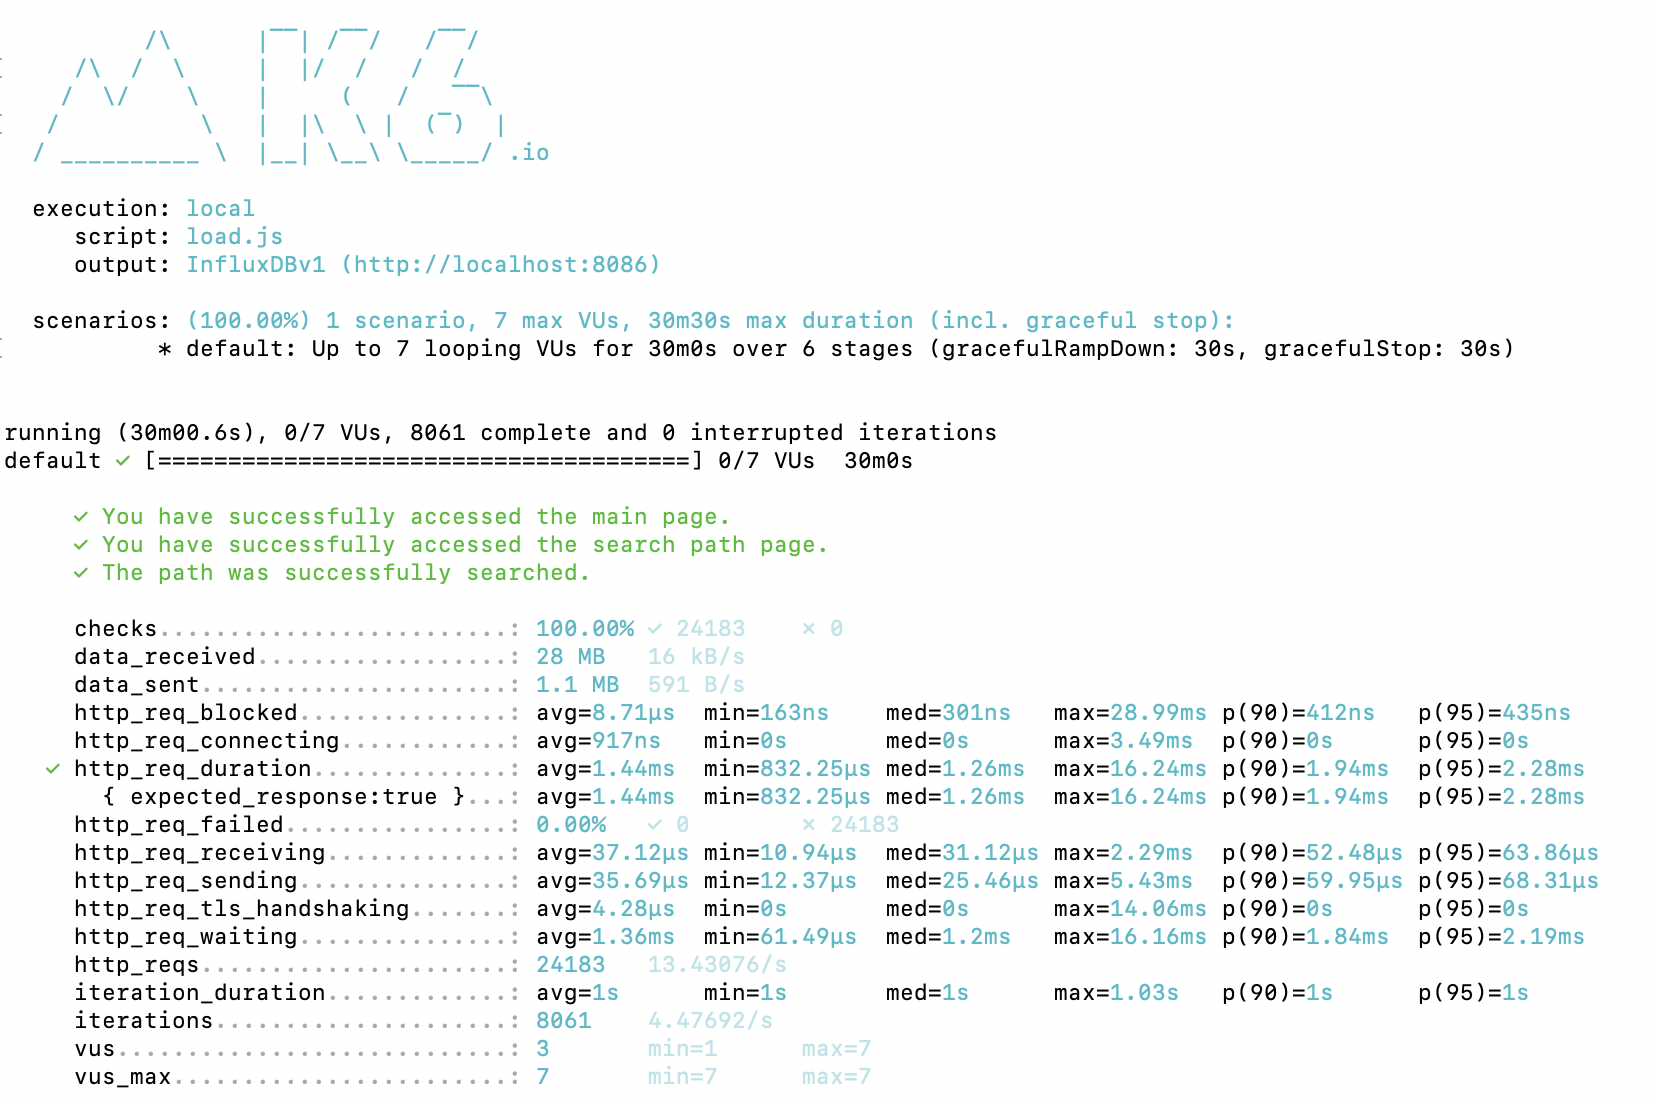 /\      |‾‾| /‾‾/   /‾‾/
     /\  /  \     |  |/  /   /  /
    /  \/    \    |     (   /   ‾‾\
   /          \   |  |\  \ |  (‾)  |
  / __________ \  |__| \__\ \_____/ .io

  execution: local
     script: load.js
     output: InfluxDBv1 (http://localhost:8086)

  scenarios: (100.00%) 1 scenario, 7 max VUs, 30m30s max duration (incl. graceful stop):
           * default: Up to 7 looping VUs for 30m0s over 6 stages (gracefulRampDown: 30s, gracefulStop: 30s)

running (30m00.6s), 0/7 VUs, 8061 complete and 0 interrupted iterations
default ✓ [======================================] 0/7 VUs  30m0s

     ✓ You have successfully accessed the main page.
     ✓ You have successfully accessed the search path page.
     ✓ The path was successfully searched.

     checks.........................: 100.00% ✓ 24183    ✗ 0
     data_received..................: 28 MB   16 kB/s
     data_sent......................: 1.1 MB  591 B/s
     http_req_blocked...............: avg=8.71µs  min=163ns    med=301ns   max=28.99ms p(90)=412ns   p(95)=435ns
     http_req_connecting............: avg=917ns   min=0s       med=0s      max=3.49ms  p(90)=0s      p(95)=0s
   ✓ http_req_duration..............: avg=1.44ms  min=832.25µs med=1.26ms  max=16.24ms p(90)=1.94ms  p(95)=2.28ms
       { expected_response:true }...: avg=1.44ms  min=832.25µs med=1.26ms  max=16.24ms p(90)=1.94ms  p(95)=2.28ms
     http_req_failed................: 0.00%   ✓ 0        ✗ 24183
     http_req_receiving.............: avg=37.12µs min=10.94µs  med=31.12µs max=2.29ms  p(90)=52.48µs p(95)=63.86µs
     http_req_sending...............: avg=35.69µs min=12.37µs  med=25.46µs max=5.43ms  p(90)=59.95µs p(95)=68.31µs
     http_req_tls_handshaking.......: avg=4.28µs  min=0s       med=0s      max=14.06ms p(90)=0s      p(95)=0s
     http_req_waiting...............: avg=1.36ms  min=61.49µs  med=1.2ms   max=16.16ms p(90)=1.84ms  p(95)=2.19ms
     http_reqs......................: 24183   13.43076/s
     iteration_duration.............: avg=1s      min=1s       med=1s      max=1.03s   p(90)=1s      p(95)=1s
     iterations.....................: 8061    4.47692/s
     vus............................: 3       min=1      max=7
     vus_max........................: 7       min=7      max=7